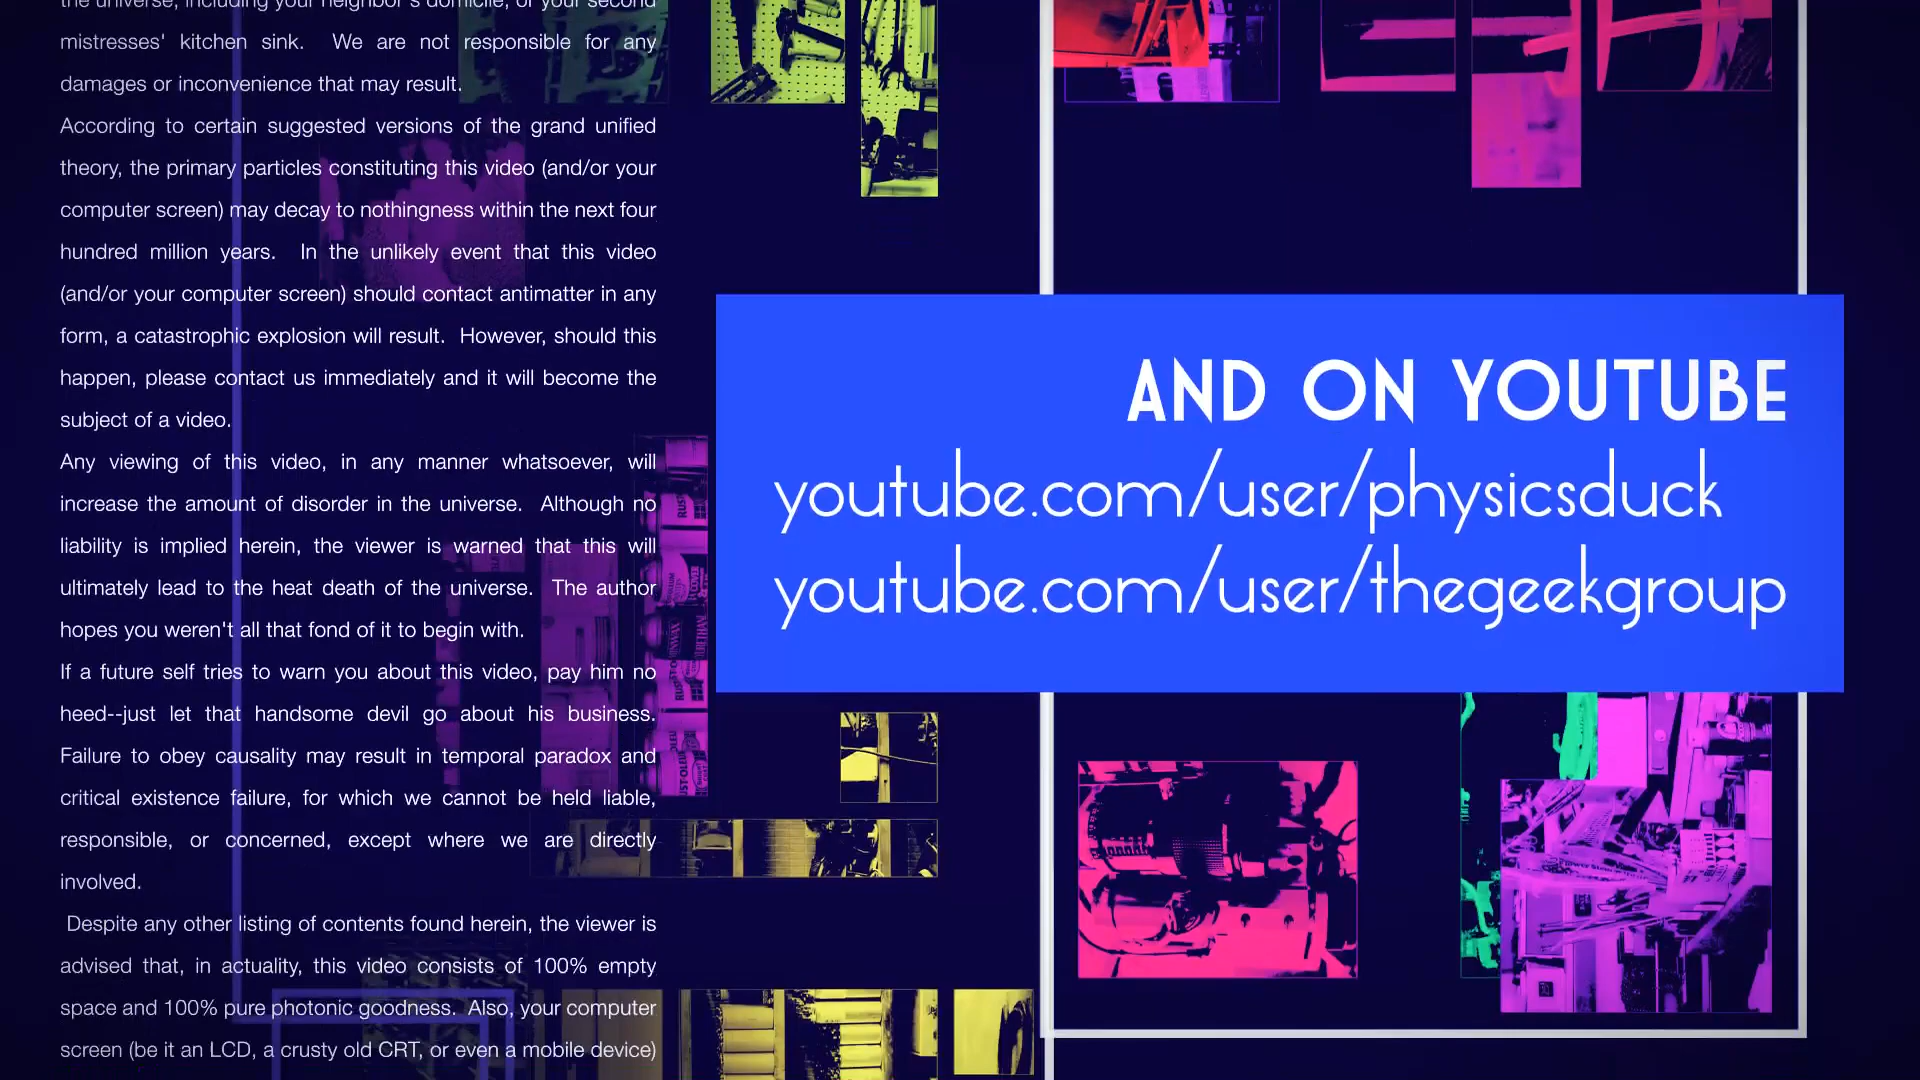 the universe, including your neighbor's domicile, or your second
mistresses' kitchen sink. We are not responsible for any
damages or inconvenience that may result.
According to certain suggested versions of the grand unified
theory, the primary particles constituting this video (and/or your
computer screen) may decay to nothingness within the next four
hundred million years. In the unlikely event that this video
(and/or your computer screen) should contact antimatter in any
form, a catastrophic explosion will result. However, should this
happen, please contact us immediately and it will become the
subject of a video.
Any viewing of this video, in any manner whatsoever, will
increase the amount of disorder in the universe. Although no
liability is implied herein, the viewer is warned that this will
ultimately lead to the heat death of the universe. The author
hopes you weren't all that fond of it to begin with.
If a future self tries to warn you about this video, pay him no
heed--just let that handsome devil go about his business.
Failure to obey causality may result in temporal paradox and
critical existence failure, for which we cannot be held liable,
responsible, or concerned, except where we are directly
involved.
Despite any other listing of contents found herein, the viewer is
advised that, in actuality, this video consists of 100% empty
space and 100% pure photonic goodness. Also, your computer
screen (be it an LCD, a crusty old CRT, or even a mobile device)
AND ON YOUTUBE
youtube.com/user/physicsduck
youtube.com/user/thegeekgroup